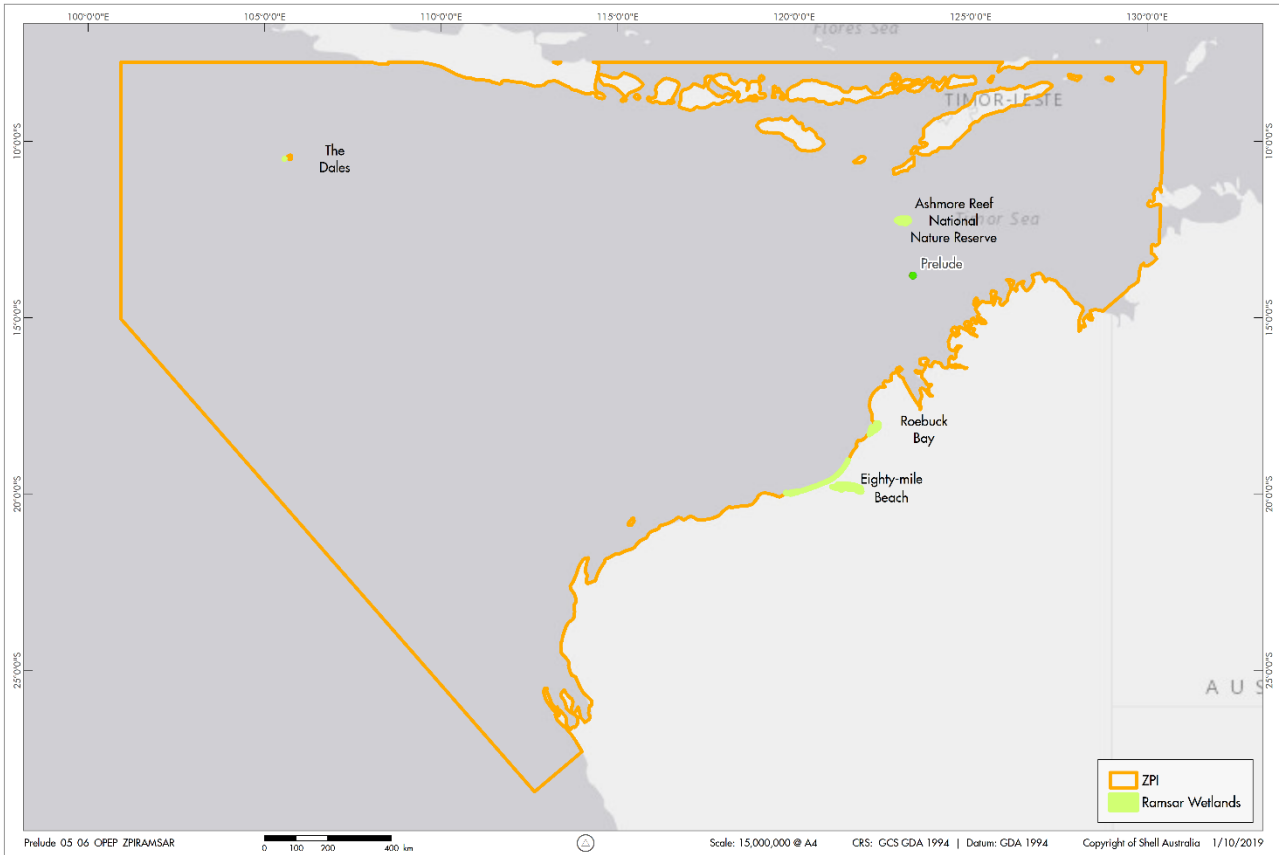 100°0'0"E 105°0'0"E 110°0'0"E 115°0'0"E 120°0'0"E 125°0'0"E 130°0'0"E
Flores Sea
TIMOR-LESTE
10°0'0"S 10°0'0"S
The
Dales
Ashmore Reef
National
Timor Sea
Nature Reserve
Prelude
15°0'0"S 15°0'0"S
Roebuck
Bay
Eighty-mile
Beach
20°0'0"S 20°0'0"S
25°0'0"S 25°0'0"S
A U S
ZPI
Ramsar Wetlands
Prelude 05 06 OPEP ZPIRAMSAR 0 100 200 400 km Scale: 15,000,000 @ A4 CRS: GCS GDA 1994 | Datum: GDA 1994 Copyright of Shell Australia 1/10/2019